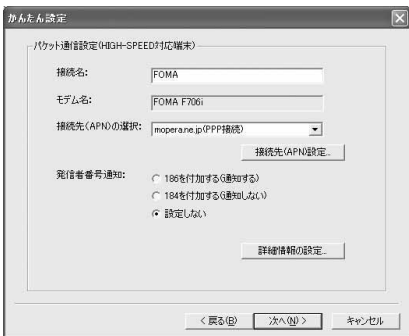 かんたん設定
パケット通信設定(HIGH-SPEED対応端末)
接続名: FOMA
モデム名: FOMA F706i
接続先(APN)の選択: mopera.ne.jp(PPP接続)
接続先(APN)設定...
発信者番号通知: 186を付加する(通知する)
184を付加する(通知しない)
設定しない
詳細情報の設定...
< 戻る(B) 次へ(N) > キャンセル